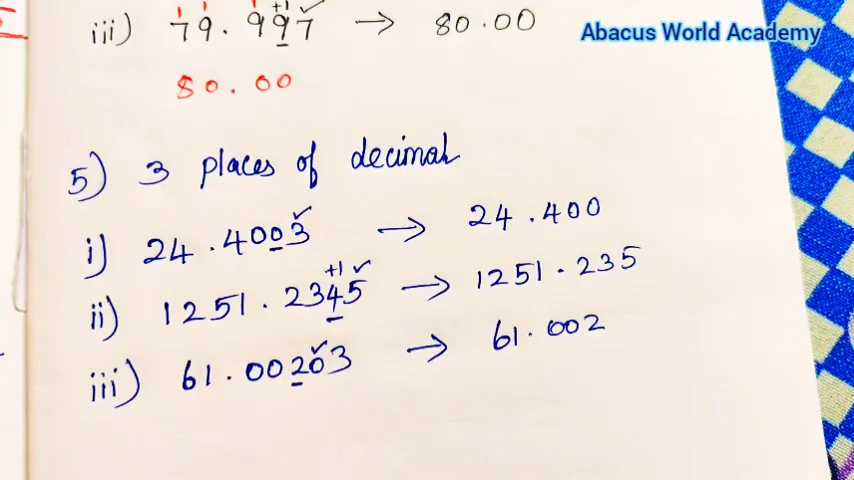 iii) 79.997 → 80.00
Abacus World Academy
80.00
5) 3 places of decimal
i) 24.4003 → 24.400
+1
ii) 1251.2345 → 1251.235
iii) 61.00203 → 61.002